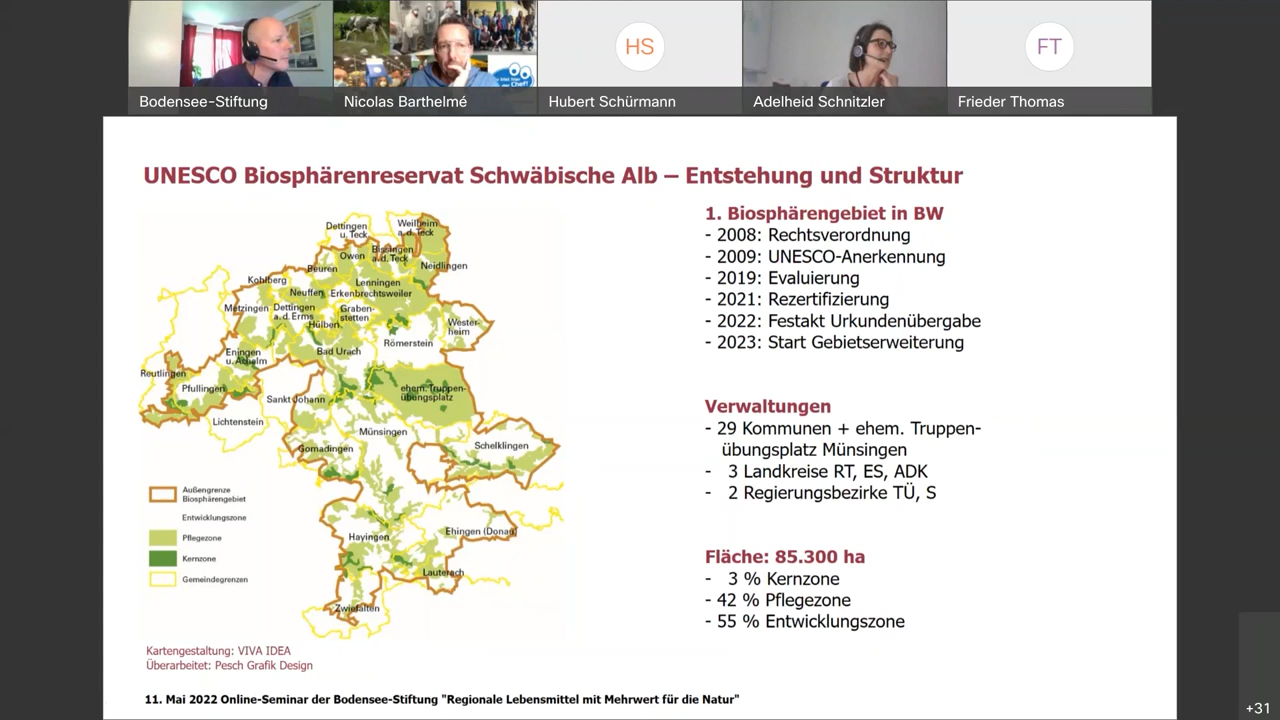 HS
FT
Bodensee-Stiftung
Nicolas Barthelmé
Hubert Schürmann
Adelheid Schnitzler
Frieder Thomas
UNESCO Biosphärenreservat Schwäbische Alb – Entstehung und Struktur
Dettingen
u. Teck
Weilheim
a. d. Teck
Owen
Bissingen
a.d. Teck
Beuren
Neidlingen
Kohlberg
Lenningen
Neuffen
Erkenbrechtsweiler
Metzingen
Dettingen
a. d. Erms
Graben-
stetten
Hülben
Wester-
heim
Römerstein
Eningen
u. Achalm
Bad Urach
Reutlingen
Pfullingen
ehem. Truppen-
übungsplatz
Sankt Johann
Lichtenstein
Münsingen
Gomadingen
Schelklingen
Ehingen (Donau)
Hayingen
Lauterach
Zwiefalten
Außengrenze
Biosphärengebiet
Entwicklungszone
Pflegezone
Kernzone
Gemeindegrenzen
Kartengestaltung: VIVA IDEA
Überarbeitet: Pesch Grafik Design
1. Biosphärengebiet in BW
- 2008: Rechtsverordnung
- 2009: UNESCO-Anerkennung
- 2019: Evaluierung
- 2021: Rezertifizierung
- 2022: Festakt Urkundenübergabe
- 2023: Start Gebietserweiterung
Verwaltungen
- 29 Kommunen + ehem. Truppen-
übungsplatz Münsingen
- 3 Landkreise RT, ES, ADK
- 2 Regierungsbezirke TÜ, S
Fläche: 85.300 ha
- 3 % Kernzone
- 42 % Pflegezone
- 55 % Entwicklungszone
11. Mai 2022 Online-Seminar der Bodensee-Stiftung "Regionale Lebensmittel mit Mehrwert für die Natur"
+31